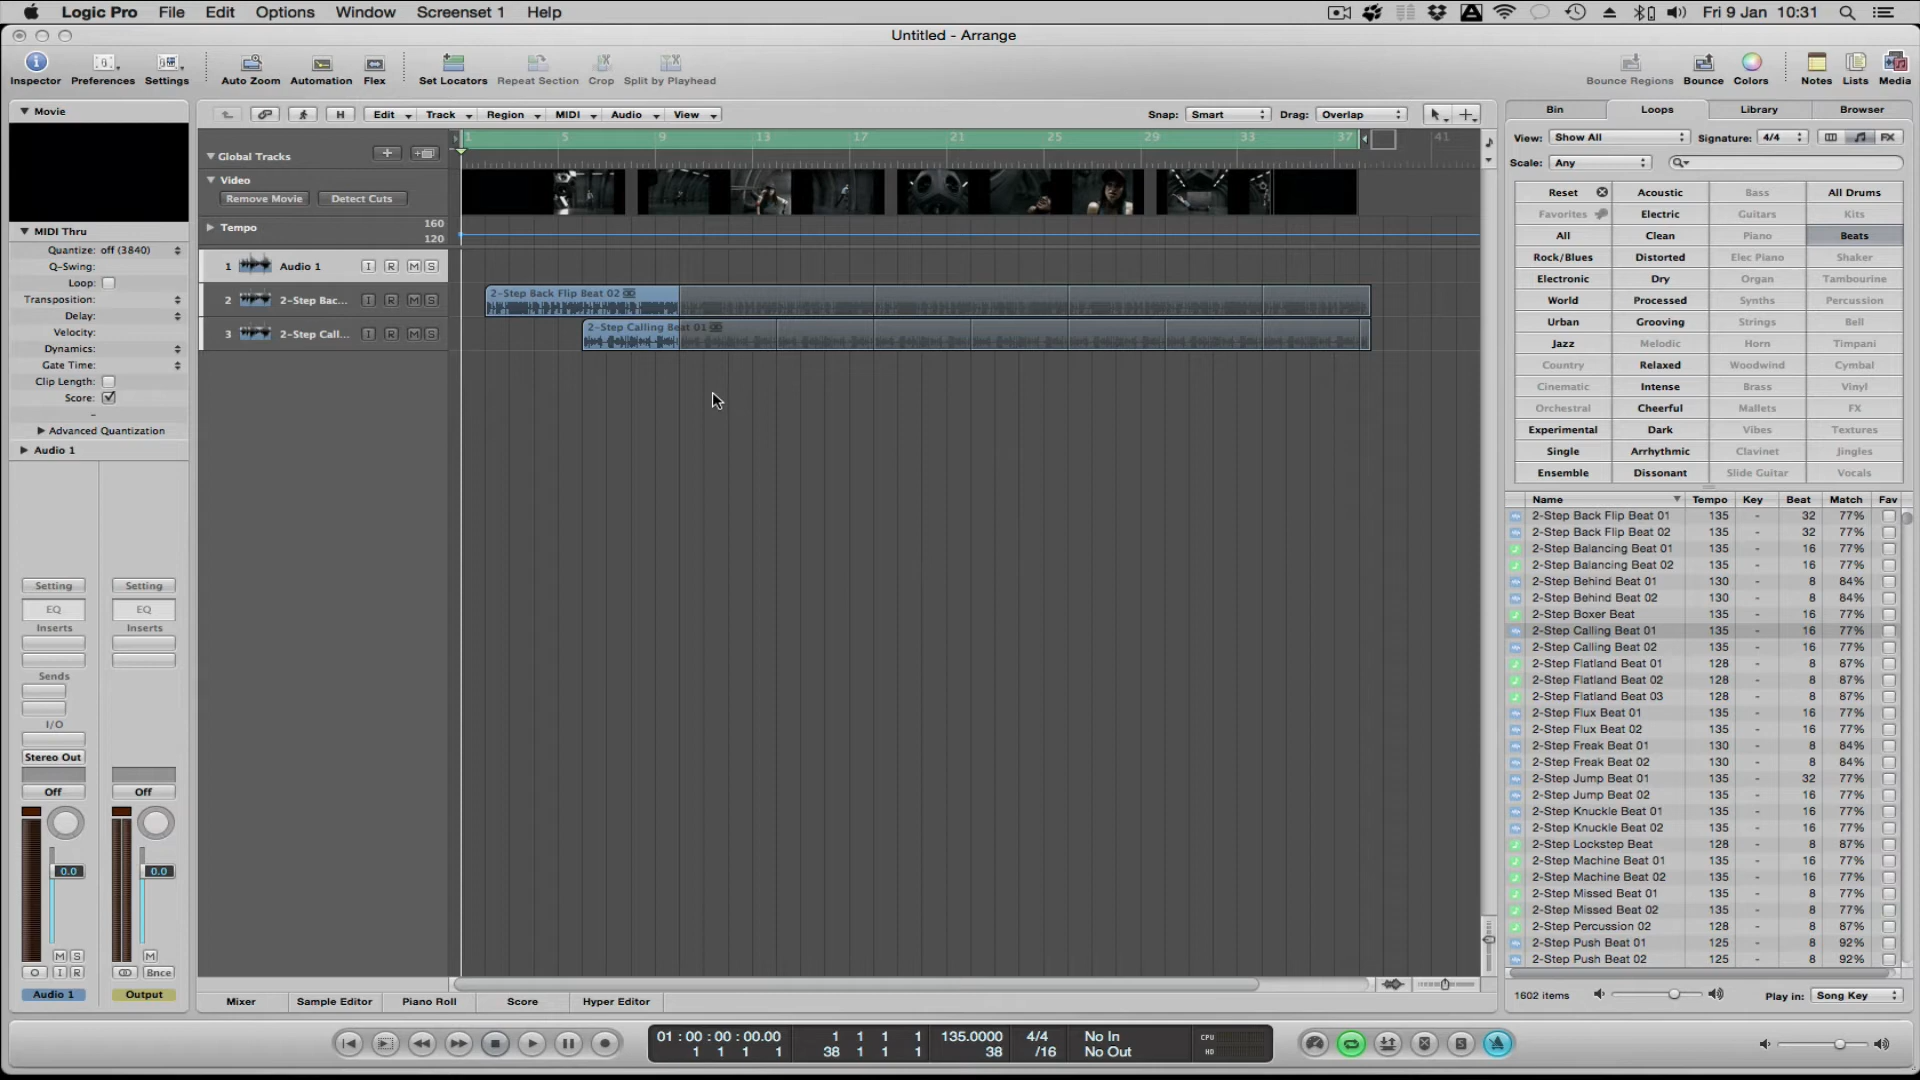 Logic Pro File Edit Options Window Screenset 1 Help Fri 9 Jan 10:31
Untitled - Arrange
Inspector Preferences Settings Auto Zoom Automation Flex Set Locators Repeat Section Crop Split by Playhead Bounce Regions Bounce Colors Notes Lists Media
Movie
H Edit Track Region MIDI Audio View Snap: Smart Drag: Overlap
1 5 9 13 17 21 25 29 33 37 41
Global Tracks
Video
Remove Movie Detect Cuts
Tempo 160
120
1 Audio 1 I R M S
2 2-Step Bac... I R M S
3 2-Step Call... I R M S
2-Step Back Flip Beat 02
2-Step Calling Beat 01
MIDI Thru
Quantize: off (3840)
Q-Swing:
Loop:
Transposition:
Delay:
Velocity:
Dynamics:
Gate Time:
Clip Length:
Score:
Advanced Quantization
Audio 1
Setting Setting
EQ EQ
Inserts Inserts
Sends
I/O
Stereo Out
Off Off
0.0 0.0
M S M
I R Bnce
Audio 1 Output
Bin Loops Library Browser
View: Show All Signature: 4/4 FX
Scale: Any
Reset Acoustic Bass All Drums
Favorites Electric Guitars Kits
All Clean Piano Beats
Rock/Blues Distorted Elec Piano Shaker
Electronic Dry Organ Tambourine
World Processed Synths Percussion
Urban Grooving Strings Bell
Jazz Melodic Horn Timpani
Country Relaxed Woodwind Cymbal
Cinematic Intense Brass Vinyl
Orchestral Cheerful Mallets FX
Experimental Dark Vibes Textures
Single Arrhythmic Clavinet Jingles
Ensemble Dissonant Slide Guitar Vocals
Name Tempo Key Beat Match Fav
2-Step Back Flip Beat 01 135 - 32 77%
2-Step Back Flip Beat 02 135 - 32 77%
2-Step Balancing Beat 01 135 - 16 77%
2-Step Balancing Beat 02 135 - 16 77%
2-Step Behind Beat 01 130 - 8 84%
2-Step Behind Beat 02 130 - 8 84%
2-Step Boxer Beat 135 - 16 77%
2-Step Calling Beat 01 135 - 16 77%
2-Step Calling Beat 02 135 - 16 77%
2-Step Flatland Beat 01 128 - 8 87%
2-Step Flatland Beat 02 128 - 8 87%
2-Step Flatland Beat 03 128 - 8 87%
2-Step Flux Beat 01 135 - 16 77%
2-Step Flux Beat 02 135 - 16 77%
2-Step Freak Beat 01 130 - 8 84%
2-Step Freak Beat 02 130 - 8 84%
2-Step Jump Beat 01 135 - 32 77%
2-Step Jump Beat 02 135 - 16 77%
2-Step Knuckle Beat 01 135 - 16 77%
2-Step Knuckle Beat 02 135 - 16 77%
2-Step Lockstep Beat 128 - 8 87%
2-Step Machine Beat 01 135 - 16 77%
2-Step Machine Beat 02 135 - 16 77%
2-Step Missed Beat 01 135 - 8 77%
2-Step Missed Beat 02 135 - 8 77%
2-Step Percussion 02 128 - 8 87%
2-Step Push Beat 01 125 - 8 92%
2-Step Push Beat 02 125 - 8 92%
1602 items Play in: Song Key
Mixer Sample Editor Piano Roll Score Hyper Editor
01 : 00 : 00 : 00.00 1 1 1 1 135.0000 4/4 No In CPU
1 1 1 1 38 1 1 1 38 /16 No Out HD